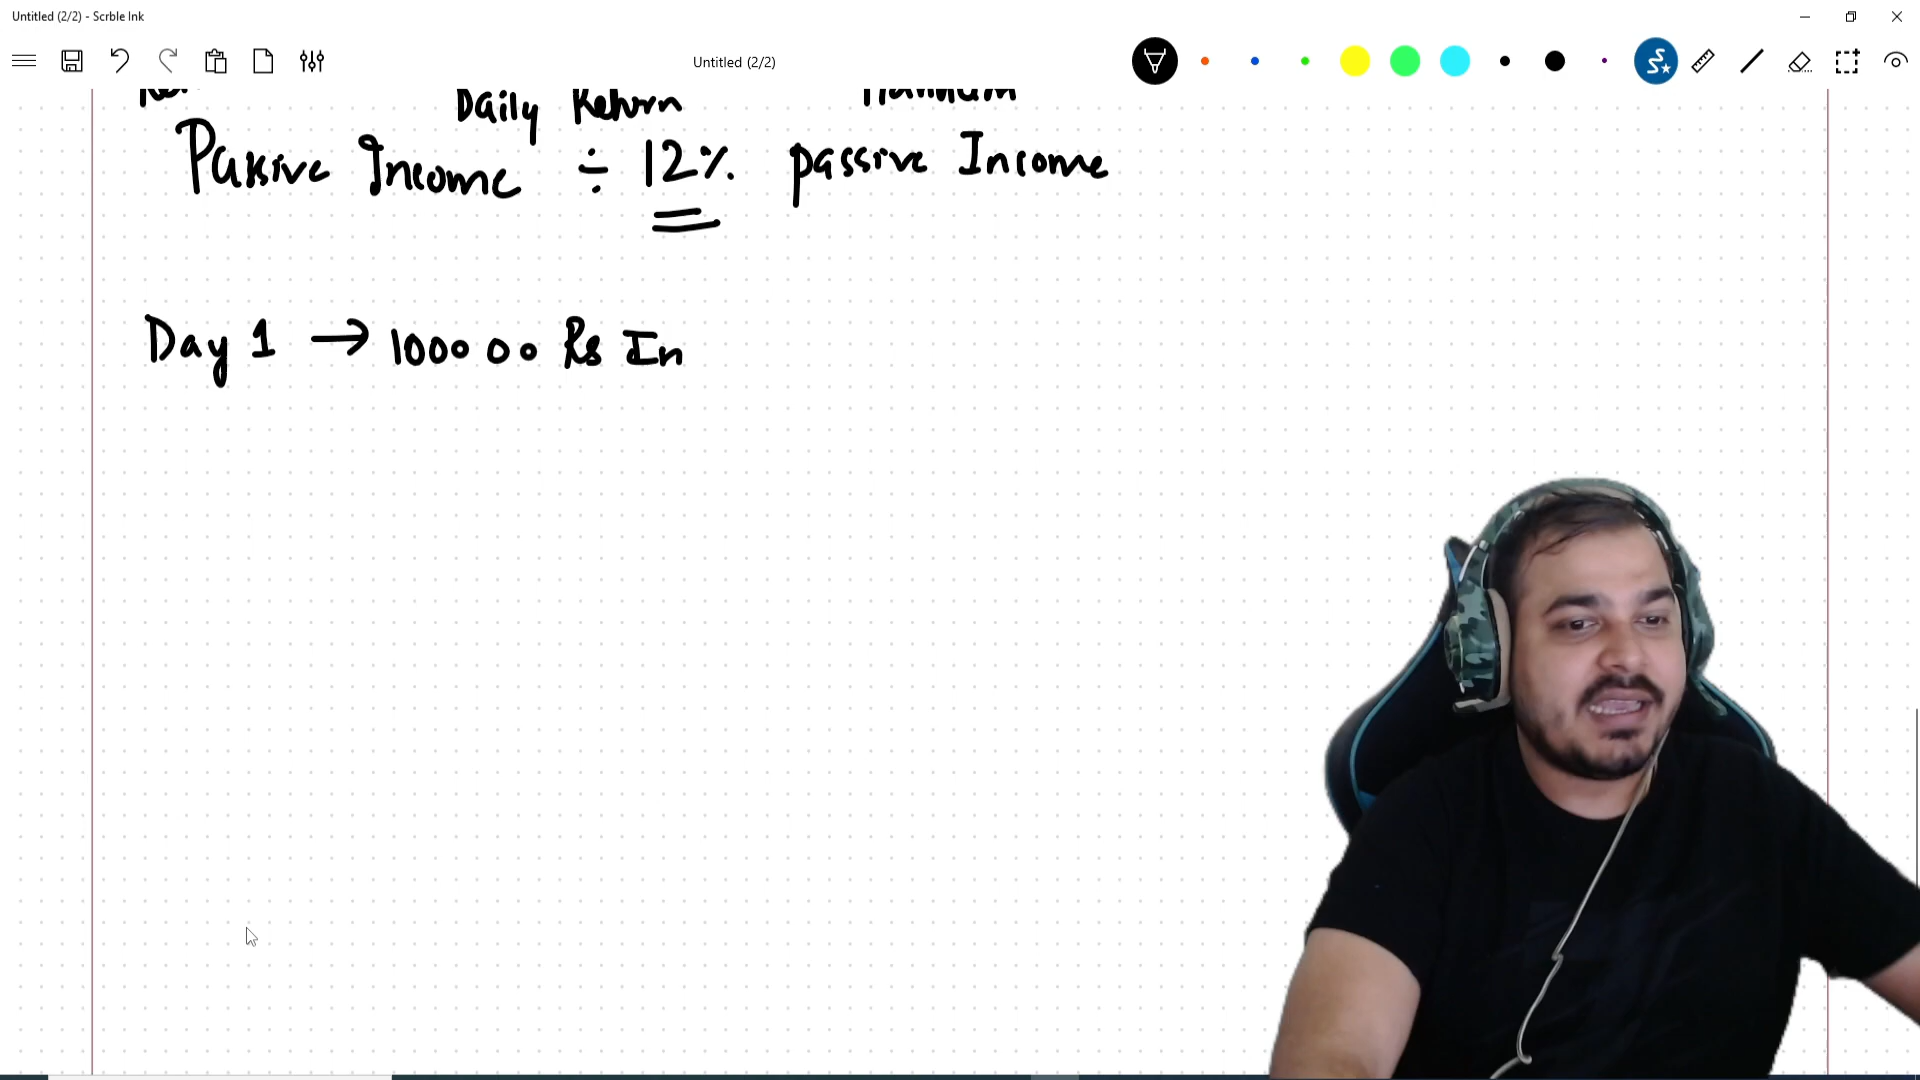 Untitled (2/2) - Scrble Ink
Untitled (2/2)
Daily Return
Passive Income ÷ 12% passive Income
Day 1 → 100000 Rs In